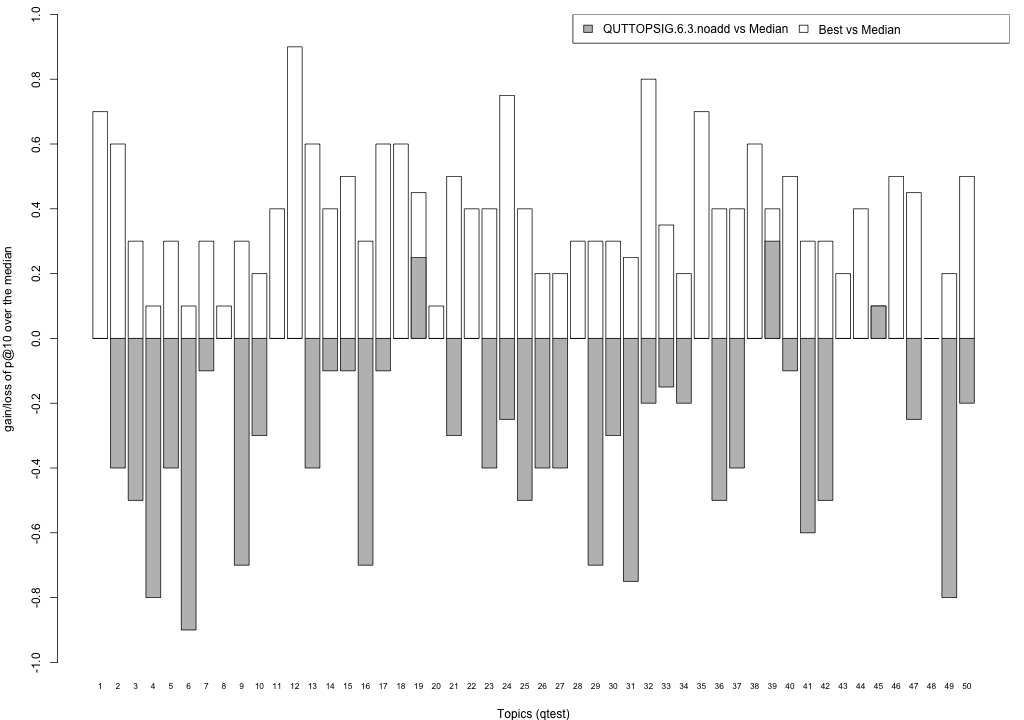 QUTTOPSIG.6.3.noadd vs Median Best vs Median
gain/loss of p@10 over the median
1.0
0.8
0.6
0.4
0.2
0.0
-0.2
-0.4
-0.6
-0.8
-1.0
1 2 3 4 5 6 7 8 9 10 11 12 13 14 15 16 17 18 19 20 21 22 23 24 25 26 27 28 29 30 31 32 33 34 35 36 37 38 39 40 41 42 43 44 45 46 47 48 49 50
Topics (qtest)